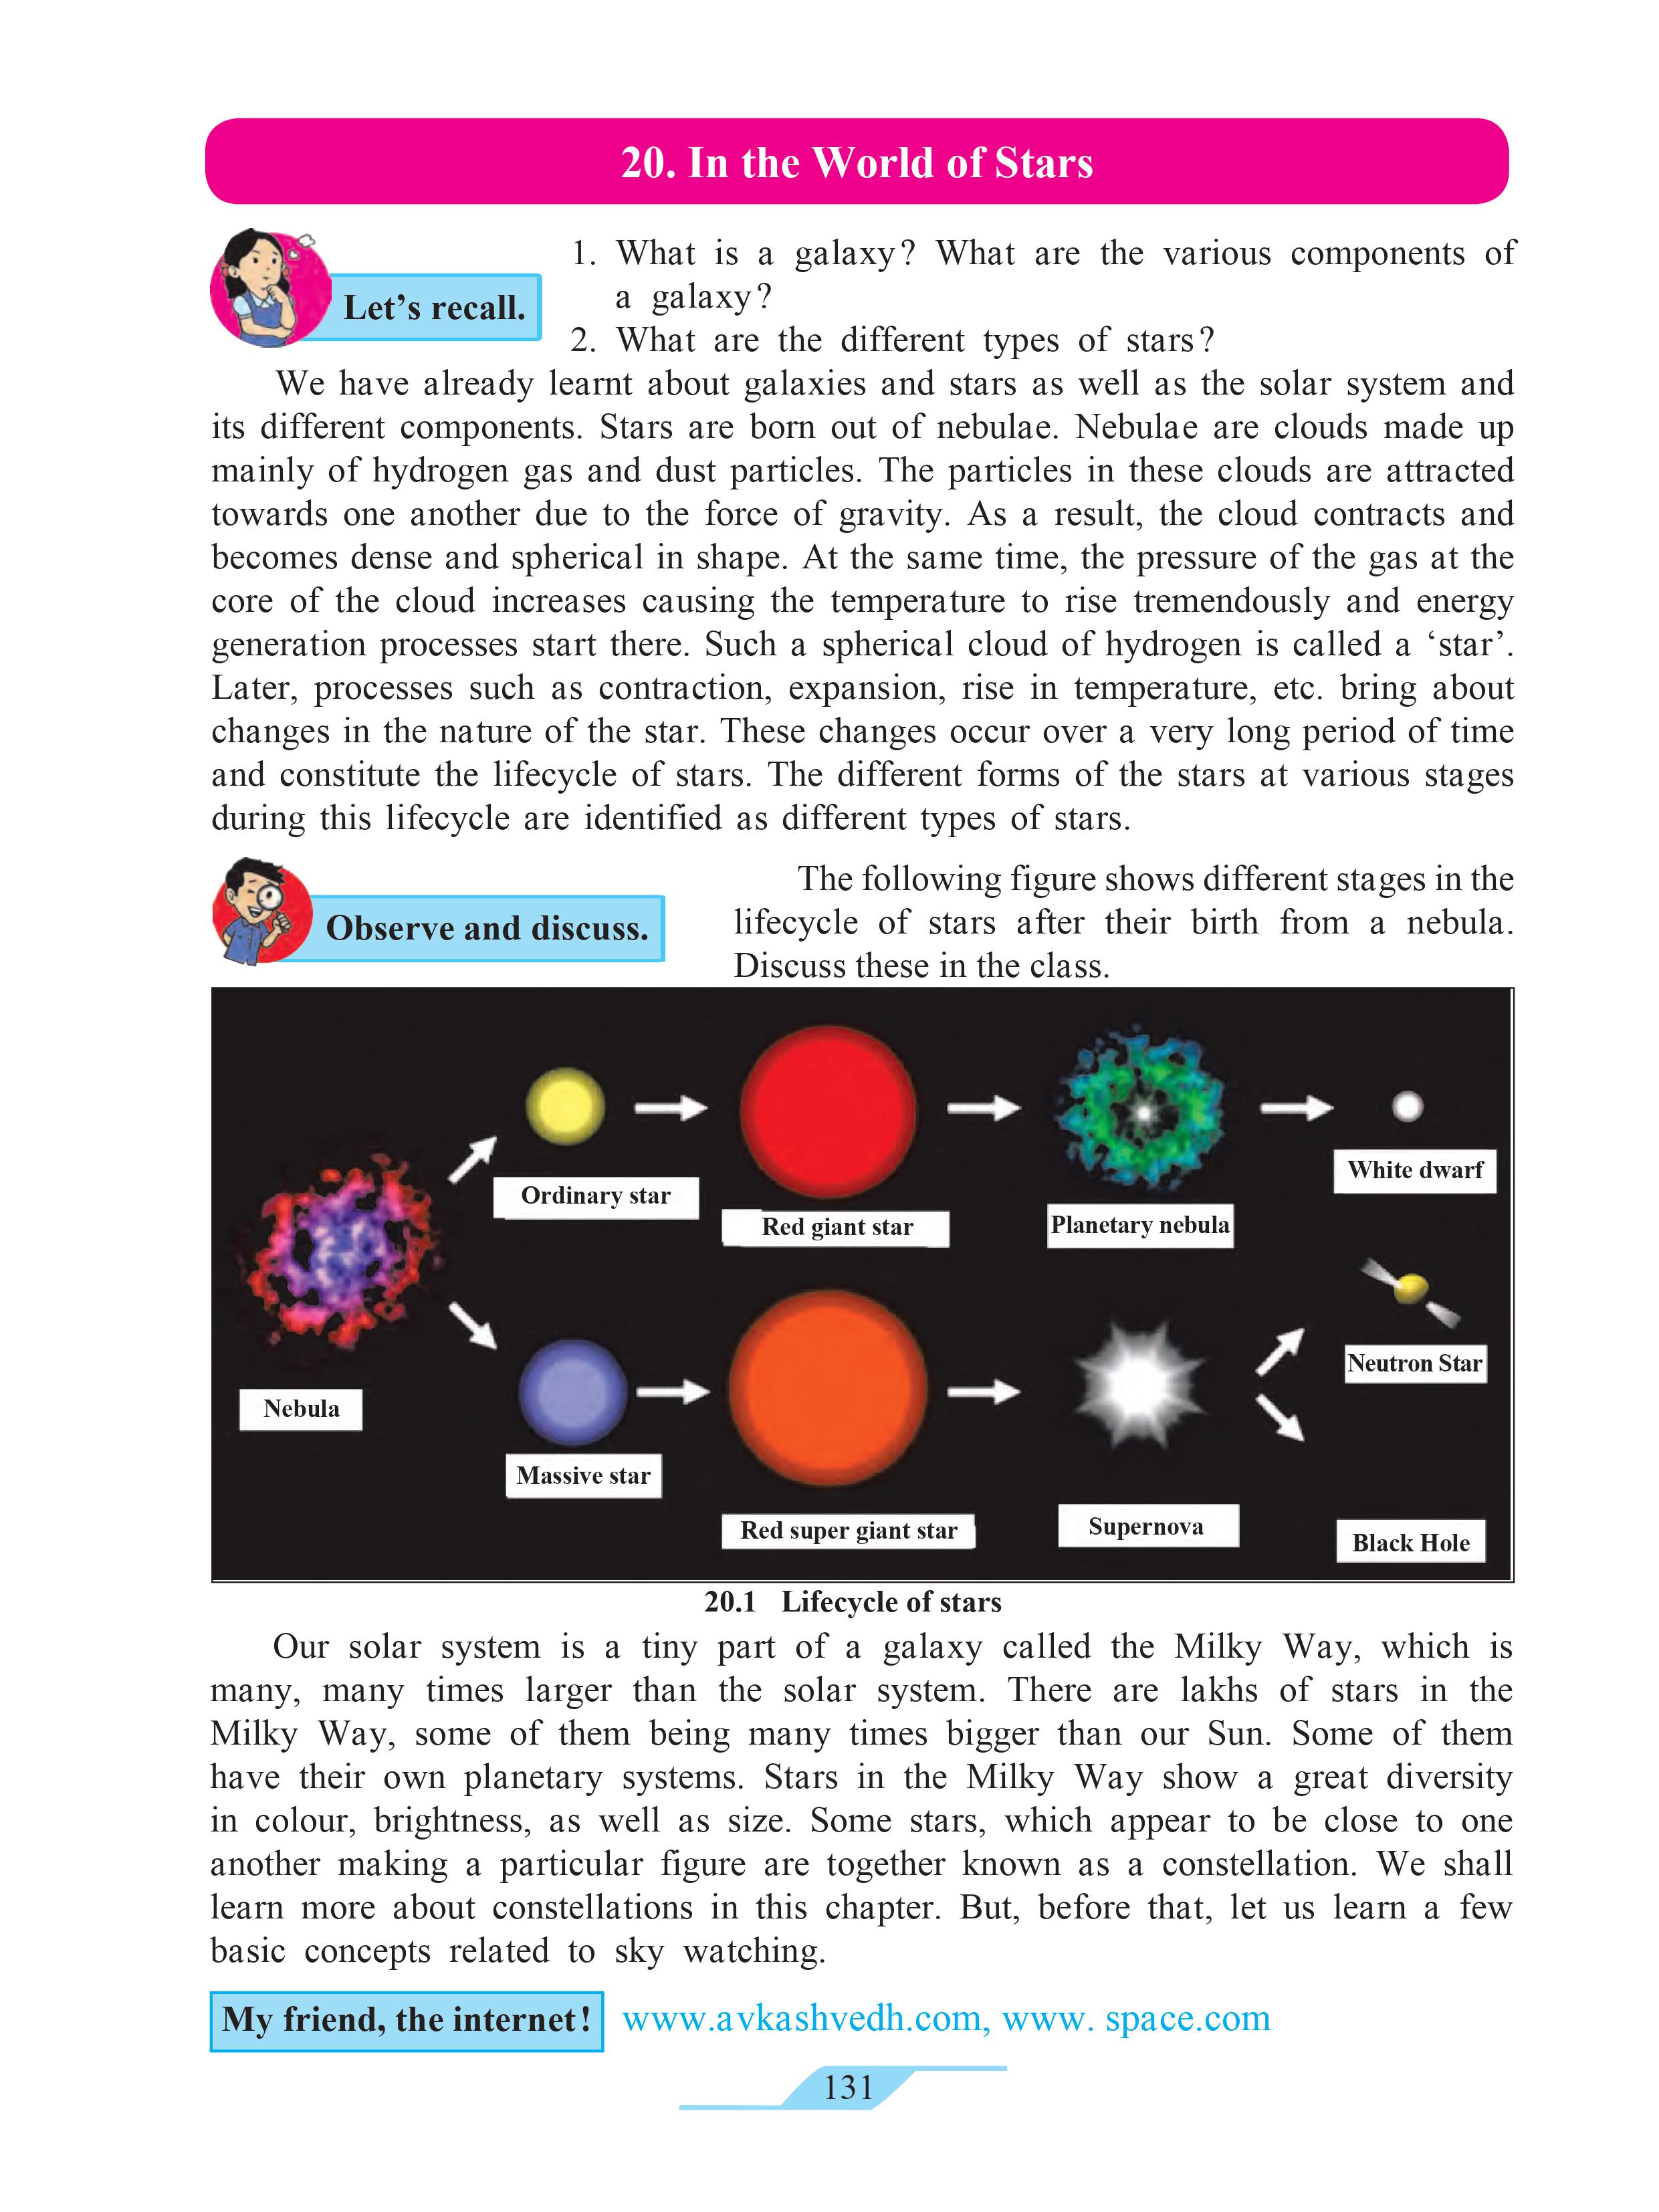 20. In the World of Stars
Let’s recall.
1. What is a galaxy? What are the various components of
a galaxy?
2. What are the different types of stars?
We have already learnt about galaxies and stars as well as the solar system and
its different components. Stars are born out of nebulae. Nebulae are clouds made up
mainly of hydrogen gas and dust particles. The particles in these clouds are attracted
towards one another due to the force of gravity. As a result, the cloud contracts and
becomes dense and spherical in shape. At the same time, the pressure of the gas at the
core of the cloud increases causing the temperature to rise tremendously and energy
generation processes start there. Such a spherical cloud of hydrogen is called a ‘star’.
Later, processes such as contraction, expansion, rise in temperature, etc. bring about
changes in the nature of the star. These changes occur over a very long period of time
and constitute the lifecycle of stars. The different forms of the stars at various stages
during this lifecycle are identified as different types of stars.
Observe and discuss.
The following figure shows different stages in the
lifecycle of stars after their birth from a nebula.
Discuss these in the class.
Nebula
Ordinary star
Red giant star
Planetary nebula
White dwarf
Massive star
Red super giant star
Supernova
Neutron Star
Black Hole
20.1 Lifecycle of stars
Our solar system is a tiny part of a galaxy called the Milky Way, which is
many, many times larger than the solar system. There are lakhs of stars in the
Milky Way, some of them being many times bigger than our Sun. Some of them
have their own planetary systems. Stars in the Milky Way show a great diversity
in colour, brightness, as well as size. Some stars, which appear to be close to one
another making a particular figure are together known as a constellation. We shall
learn more about constellations in this chapter. But, before that, let us learn a few
basic concepts related to sky watching.
My friend, the internet! www.avkashvedh.com, www. space.com
131